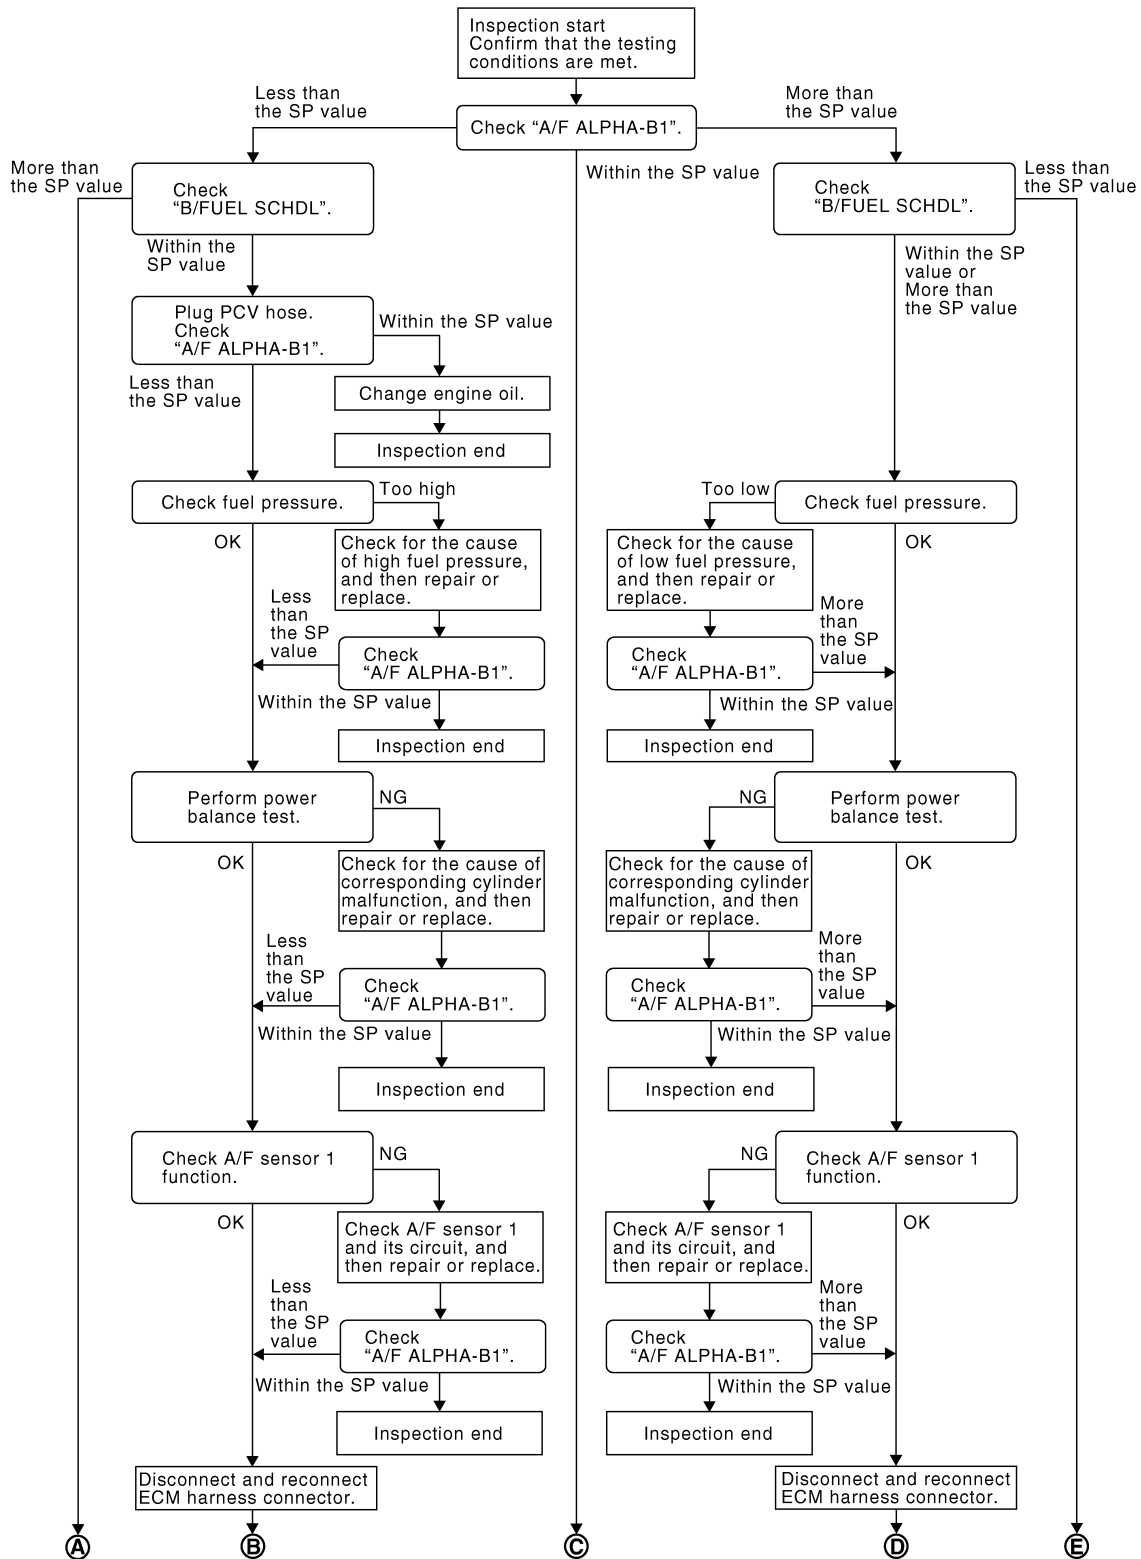 Inspection start
Confirm that the testing
conditions are met.
Less than
the SP value
More than
the SP value
Check “A/F ALPHA-B1”.
More than
the SP value
Within the SP value
Less than
the SP value
Check
“B/FUEL SCHDL”.
Check
“B/FUEL SCHDL”.
Within the
SP value
Within the SP
value or
More than
the SP value
Plug PCV hose.
Check
“A/F ALPHA-B1”.
Within the SP value
Less than
the SP value
Change engine oil.
Inspection end
Check fuel pressure.
Too high
Too low
Check fuel pressure.
OK
OK
Check for the cause
of high fuel pressure,
and then repair or
replace.
Check for the cause
of low fuel pressure,
and then repair or
replace.
Less
than
the SP
value
More
than
the SP
value
Check
“A/F ALPHA-B1”.
Check
“A/F ALPHA-B1”.
Within the SP value
Within the SP value
Inspection end
Inspection end
Perform power
balance test.
NG
NG
Perform power
balance test.
OK
OK
Check for the cause of
corresponding cylinder
malfunction, and then
repair or replace.
Check for the cause of
corresponding cylinder
malfunction, and then
repair or replace.
Less
than
the SP
value
More
than
the SP
value
Check
“A/F ALPHA-B1”.
Check
“A/F ALPHA-B1”.
Within the SP value
Within the SP value
Inspection end
Inspection end
Check A/F sensor 1
function.
NG
NG
Check A/F sensor 1
function.
OK
OK
Check A/F sensor 1
and its circuit, and
then repair or replace.
Check A/F sensor 1
and its circuit, and
then repair or replace.
Less
than
the SP
value
More
than
the SP
value
Check
“A/F ALPHA-B1”.
Check
“A/F ALPHA-B1”.
Within the SP value
Within the SP value
Inspection end
Inspection end
Disconnect and reconnect
ECM harness connector.
Disconnect and reconnect
ECM harness connector.
A
B
C
D
E